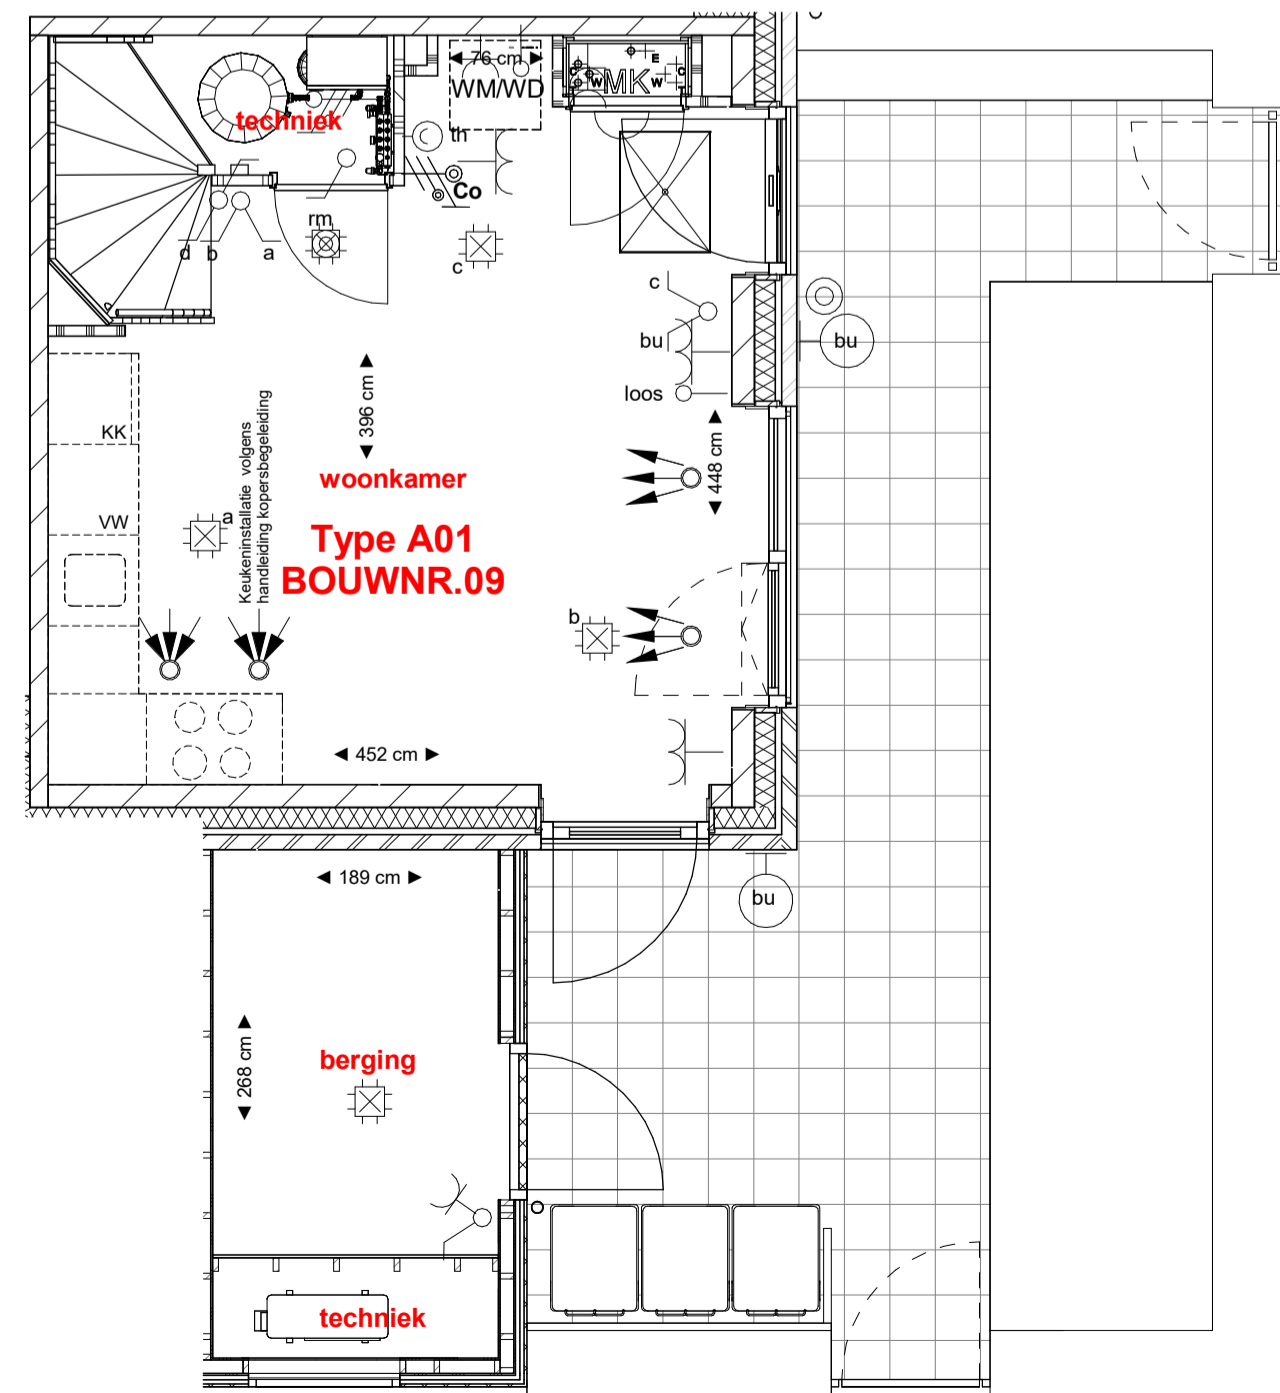 76 cm
WM/WD
E
C
C
W
MK
W
techniek
th
Co
rm
d
b
a
c
c
bu
bu
loos
396 cm
448 cm
KK
VW
Keukeninstallatie volgens
handleiding kopersbegeleiding
woonkamer
a
Type A01
BOUWNR.09
b
452 cm
189 cm
bu
268 cm
berging
techniek